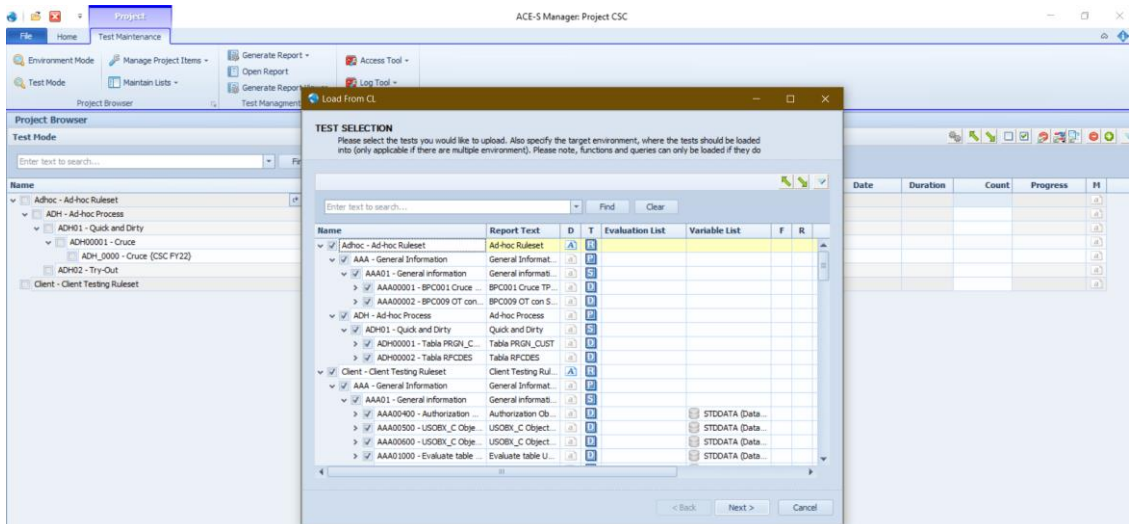 Project
ACE-S Manager: Project CSC
File Home Test Maintenance
Environment Mode Manage Project Items Generate Report Access Tool
Open Report
Test Mode Maintain Lists Generate Report Log Tool
Project Browser Test Managment
Load From CL
Project Browser
Test Mode
TEST SELECTION
Please select the tests you would like to upload. Also specify the target environment, where the tests should be loaded
into (only applicable if there are multiple environment). Please note, functions and queries can only be loaded if they do
Enter text to search...
Name
Adhoc - Ad-hoc Ruleset
ADH - Ad-hoc Process
ADH01 - Quick and Dirty
ADH00001 - Cruce
ADH_0000 - Cruce {CSC FY22}
ADH02 - Try-Out
Client - Client Testing Ruleset
Enter text to search... Find Clear
Name Report Text D T Evaluation List Variable List F R
Adhoc - Ad-hoc Ruleset Ad-hoc Ruleset A R
AAA - General Information General Informat... a P
AAA01 - General information General informati... a S
AAA00001 - BPC001 Cruce ... BPC001 Cruce TP... a D
AAA00002 - BPC009 OT con... BPC009 OT con S... a D
ADH - Ad-hoc Process Ad-hoc Process a P
ADH01 - Quick and Dirty Quick and Dirty a S
ADH00001 - Tabla PRGN_C... Tabla PRGN_CUST a D
ADH00002 - Tabla RFCDES Tabla RFCDES a D
Client - Client Testing Ruleset Client Testing Rul... A R
AAA - General Information General Informat... a P
AAA01 - General information General informati... a S
AAA00400 - Authorization ... Authorization Ob... a D STDDATA (Data...
AAA00500 - USOBX_C Obje... USOBX_C Object... a D STDDATA (Data...
AAA00600 - USOBX_C Obje... USOBX_C Object... a D STDDATA (Data...
AAA01000 - Evaluate table ... Evaluate table U... a D STDDATA (Data...
< Back Next > Cancel
Date Duration Count Progress M